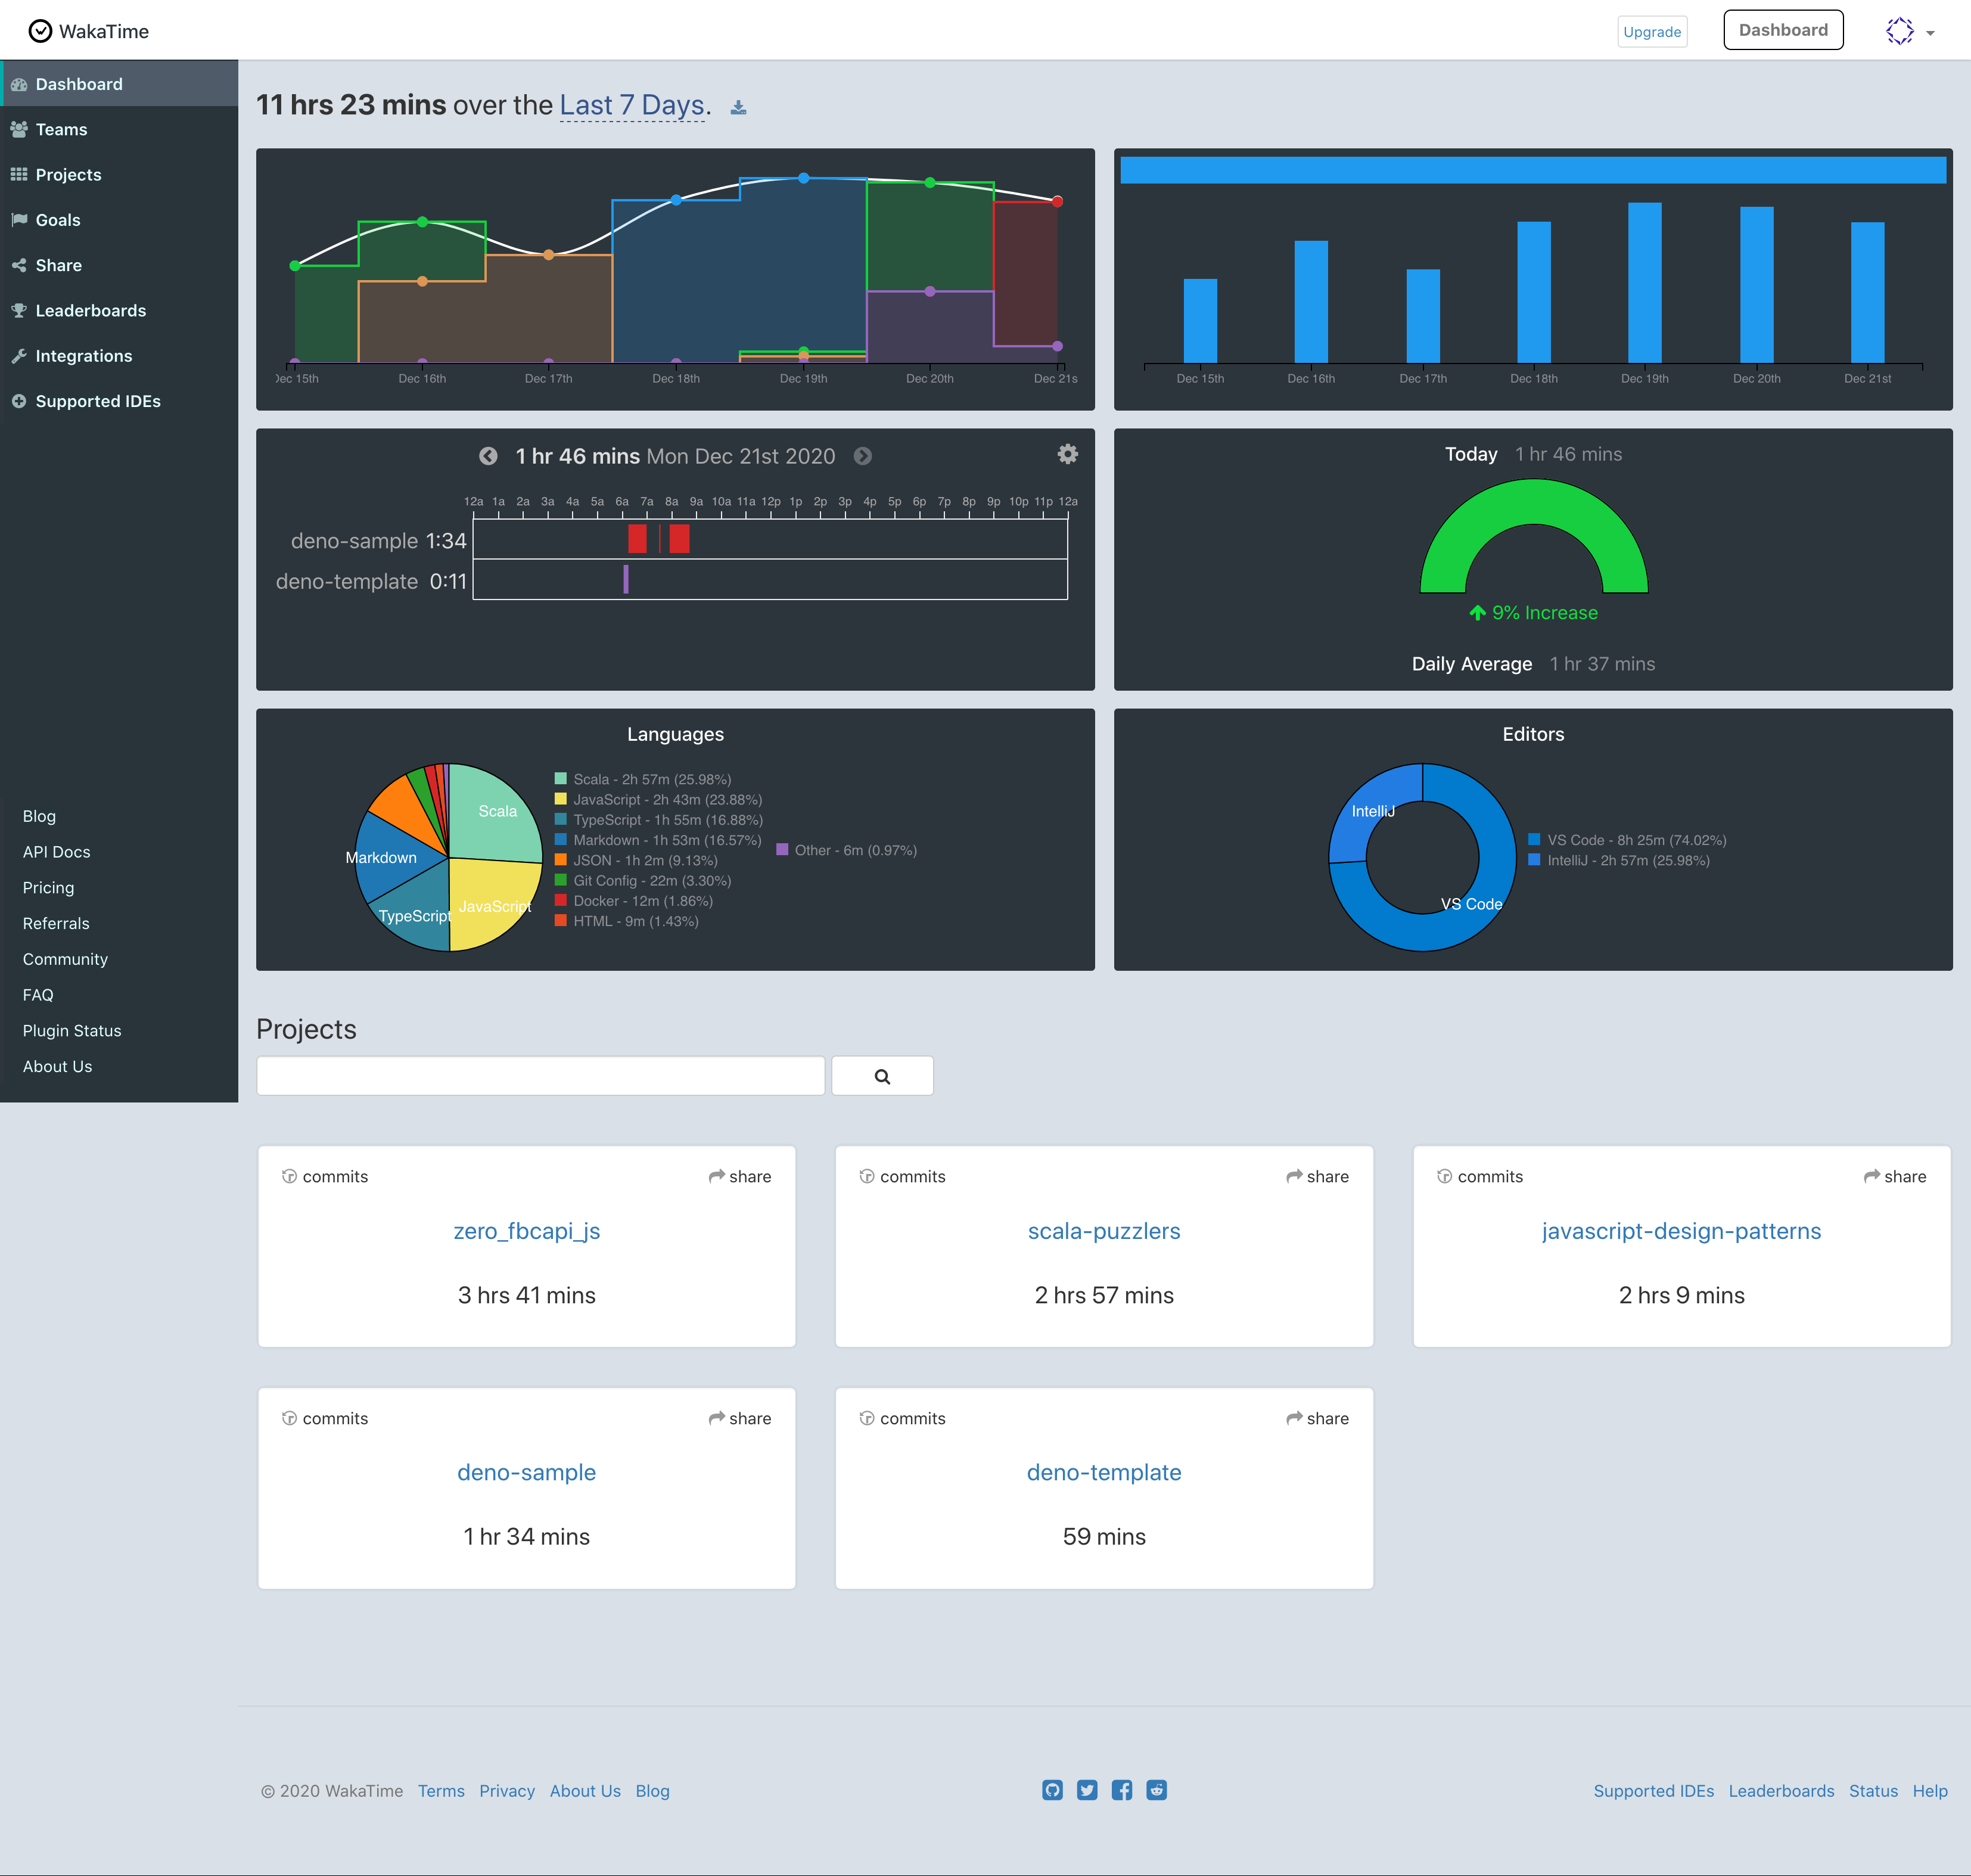 WakaTime
Upgrade
Dashboard
Dashboard
Teams
Projects
Goals
Share
Leaderboards
Integrations
Supported IDEs
Blog
API Docs
Pricing
Referrals
Community
FAQ
Plugin Status
About Us
11 hrs 23 mins over the Last 7 Days.
Dec 15th Dec 16th Dec 17th Dec 18th Dec 19th Dec 20th Dec 21s
Dec 15th Dec 16th Dec 17th Dec 18th Dec 19th Dec 20th Dec 21st
1 hr 46 mins Mon Dec 21st 2020
12a 1a 2a 3a 4a 5a 6a 7a 8a 9a 10a 11a 12p 1p 2p 3p 4p 5p 6p 7p 8p 9p 10p 11p 12a
deno-sample 1:34
deno-template 0:11
Today 1 hr 46 mins
9% Increase
Daily Average 1 hr 37 mins
Languages
Scala
JavaScript
TypeScript
Markdown
Scala - 2h 57m (25.98%)
JavaScript - 2h 43m (23.88%)
TypeScript - 1h 55m (16.88%)
Markdown - 1h 53m (16.57%)
JSON - 1h 2m (9.13%)
Git Config - 22m (3.30%)
Docker - 12m (1.86%)
HTML - 9m (1.43%)
Other - 6m (0.97%)
Editors
IntelliJ
VS Code
VS Code - 8h 25m (74.02%)
IntelliJ - 2h 57m (25.98%)
Projects
commits share
zero_fbcapi_js
3 hrs 41 mins
commits share
scala-puzzlers
2 hrs 57 mins
commits share
javascript-design-patterns
2 hrs 9 mins
commits share
deno-sample
1 hr 34 mins
commits share
deno-template
59 mins
© 2020 WakaTime Terms Privacy About Us Blog
Supported IDEs Leaderboards Status Help